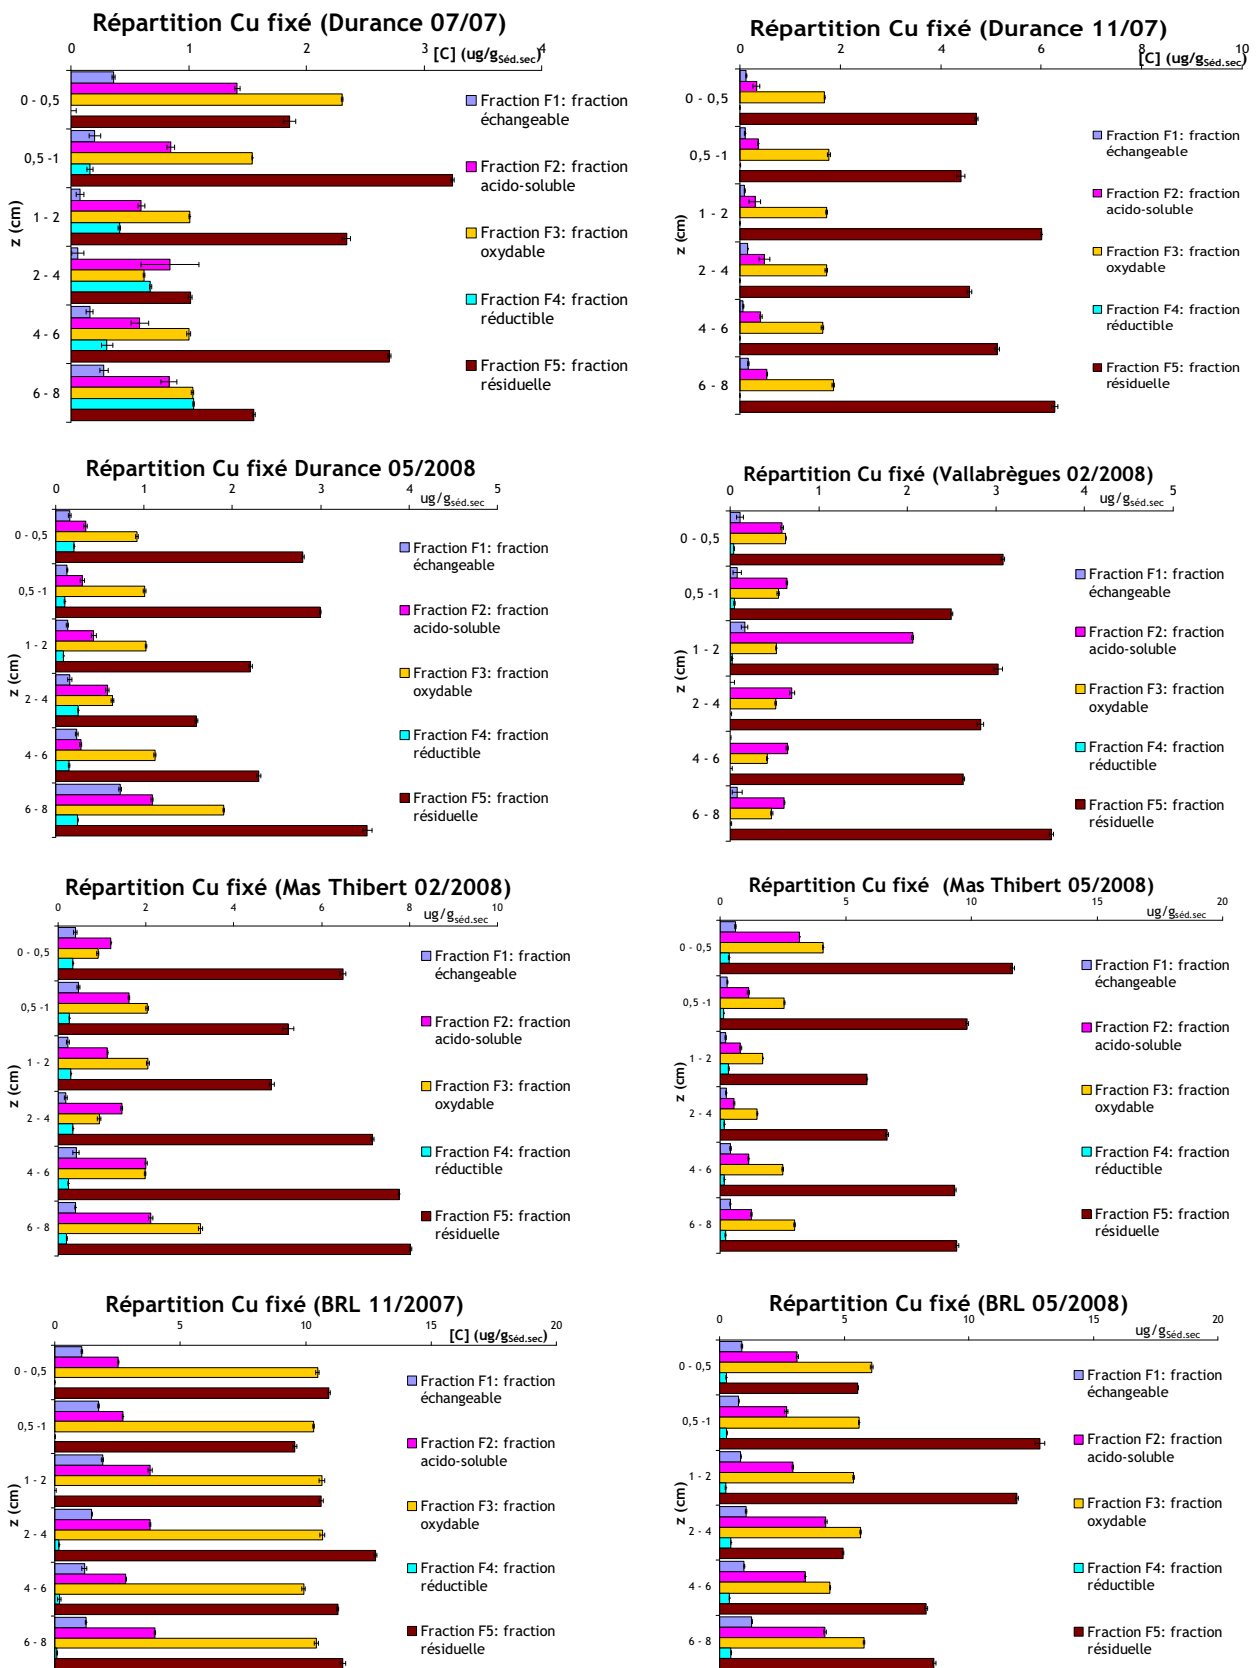 Répartition Cu fixé (Durance 07/07)
0 1 2 3 4
[C] (ug/gSéd.sec)
z (cm)
0 - 0,5
0,5 -1
1 - 2
2 - 4
4 - 6
6 - 8
Fraction F1: fraction
échangeable
Fraction F2: fraction
acido-soluble
Fraction F3: fraction
oxydable
Fraction F4: fraction
réductible
Fraction F5: fraction
résiduelle
Répartition Cu fixé (Durance 11/07)
0 2 4 6 8 10
[C] (ug/gSéd.sec)
z (cm)
0 - 0,5
0,5 -1
1 - 2
2 - 4
4 - 6
6 - 8
Fraction F1: fraction
échangeable
Fraction F2: fraction
acido-soluble
Fraction F3: fraction
oxydable
Fraction F4: fraction
réductible
Fraction F5: fraction
résiduelle
Répartition Cu fixé Durance 05/2008
0 1 2 3 4 5
ug/gSéd.sec
z (cm)
0 - 0,5
0,5 -1
1 - 2
2 - 4
4 - 6
6 - 8
Fraction F1: fraction
échangeable
Fraction F2: fraction
acido-soluble
Fraction F3: fraction
oxydable
Fraction F4: fraction
réductible
Fraction F5: fraction
résiduelle
Répartition Cu fixé (Vallabrègues 02/2008)
0 1 2 3 4 5
ug/gséd.sec
z (cm)
0 - 0,5
0,5 -1
1 - 2
2 - 4
4 - 6
6 - 8
Fraction F1: fraction
échangeable
Fraction F2: fraction
acido-soluble
Fraction F3: fraction
oxydable
Fraction F4: fraction
réductible
Fraction F5: fraction
résiduelle
Répartition Cu fixé (Mas Thibert 02/2008)
0 2 4 6 8 10
ug/gséd.sec
z (cm)
0 - 0,5
0,5 -1
1 - 2
2 - 4
4 - 6
6 - 8
Fraction F1: fraction
échangeable
Fraction F2: fraction
acido-soluble
Fraction F3: fraction
oxydable
Fraction F4: fraction
réductible
Fraction F5: fraction
résiduelle
Répartition Cu fixé (Mas Thibert 05/2008)
0 5 10 15 20
ug/gséd.sec
z (cm)
0 - 0,5
0,5 -1
1 - 2
2 - 4
4 - 6
6 - 8
Fraction F1: fraction
échangeable
Fraction F2: fraction
acido-soluble
Fraction F3: fraction
oxydable
Fraction F4: fraction
réductible
Fraction F5: fraction
résiduelle
Répartition Cu fixé (BRL 11/2007)
0 5 10 15 20
[C] (ug/gSéd.sec)
z (cm)
0 - 0,5
0,5 -1
1 - 2
2 - 4
4 - 6
6 - 8
Fraction F1: fraction
échangeable
Fraction F2: fraction
acido-soluble
Fraction F3: fraction
oxydable
Fraction F4: fraction
réductible
Fraction F5: fraction
résiduelle
Répartition Cu fixé (BRL 05/2008)
0 5 10 15 20
ug/gSéd.sec
z (cm)
0 - 0,5
0,5 -1
1 - 2
2 - 4
4 - 6
6 - 8
Fraction F1: fraction
échangeable
Fraction F2: fraction
acido-soluble
Fraction F3: fraction
oxydable
Fraction F4: fraction
réductible
Fraction F5: fraction
résiduelle